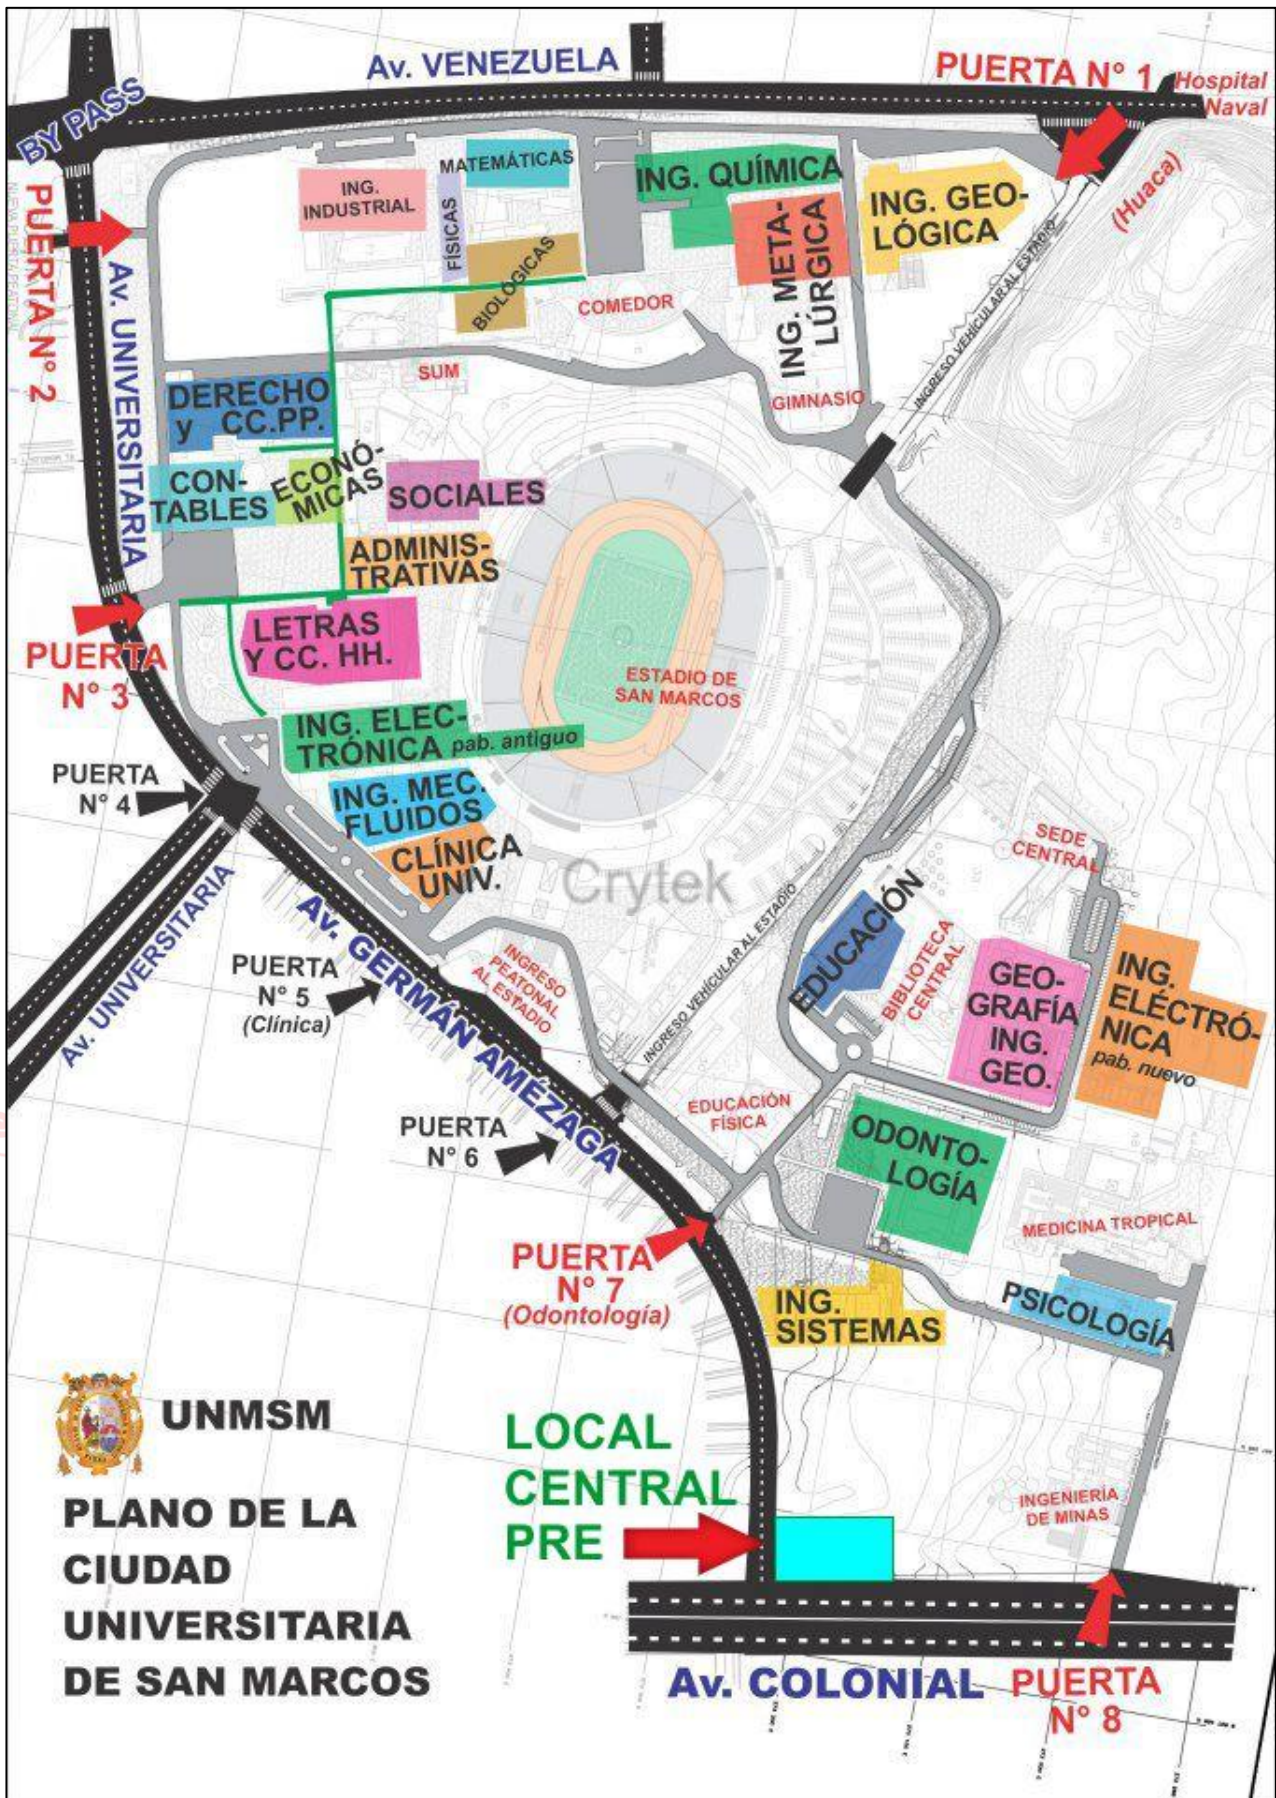 Av. VENEZUELA
PUERTA N° 1
Hospital
Naval
BY PASS
(Huaca)
PUERTA N° 2
Av. UNIVERSITARIA
ING.
INDUSTRIAL
MATEMÁTICAS
FÍSICAS
BIOLÓGICAS
ING. QUÍMICA
ING. META-
LÚRGICA
ING. GEO-
LÓGICA
INGRESO VEHÍCULAR AL ESTADIO
COMEDOR
SUM
GIMNASIO
DERECHO
y CC.PP.
CON-
TABLES
ECONÓ-
MICAS
SOCIALES
ADMINIS-
TRATIVAS
PUERTA
N° 3
LETRAS
Y CC. HH.
ESTADIO DE
SAN MARCOS
ING. ELEC-
TRÓNICA pab. antiguo
PUERTA
N° 4
ING. MEC.
FLUIDOS
CLÍNICA
UNIV.
Crytek
SEDE
CENTRAL
Av. UNIVERSITARIA
Av. GERMÁN AMÉZAGA
PUERTA
N° 5
(Clínica)
INGRESO
PEATONAL
AL ESTADIO
INGRESO VEHÍCULAR AL ESTADIO
EDUCACIÓN
BIBLIOTECA
CENTRAL
GEO-
GRAFÍA
ING.
GEO.
ING.
ELÉCTRÓ-
NICA
pab. nuevo
EDUCACIÓN
FÍSICA
PUERTA
N° 6
ODONTO-
LOGÍA
MEDICINA TROPICAL
PUERTA
N° 7
(Odontología)
ING.
SISTEMAS
PSICOLOGÍA
UNMSM
PLANO DE LA
CIUDAD
UNIVERSITARIA
DE SAN MARCOS
LOCAL
CENTRAL
PRE
INGENIERÍA
DE MINAS
Av. COLONIAL
PUERTA
N° 8